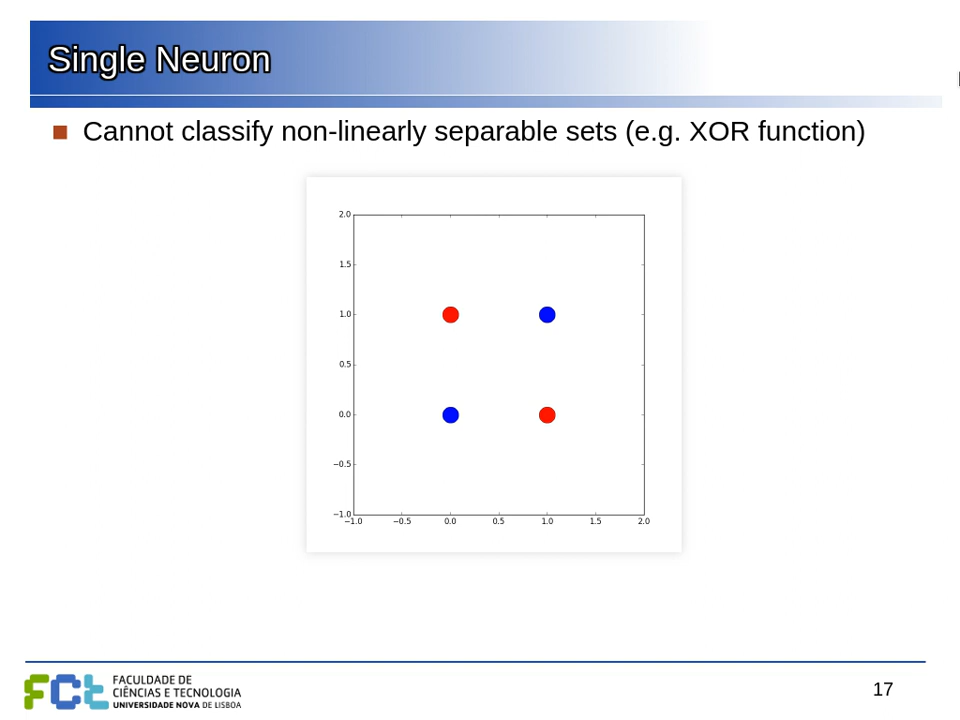 Single Neuron
Cannot classify non-linearly separable sets (e.g. XOR function)
2.0
1.5
1.0
0.5
0.0
−0.5
−1.0
−1.0 −0.5 0.0 0.5 1.0 1.5 2.0
FCt
FACULDADE DE
CIÊNCIAS E TECNOLOGIA
UNIVERSIDADE NOVA DE LISBOA
17